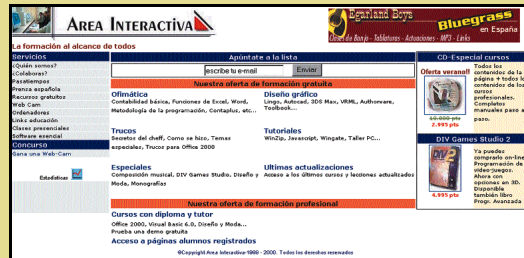 AREA INTERACTIVA
Egarland Boys
Bluegrass
en España
Clases de Banjo - Tablaturas - Actuaciones - MP3 - Links
La formación al alcance de todos
Servicios
¿Quién somos?
¿Colaboras?
Pasatiempos
Prensa española
Recursos gratuitos
Web Cam
Ordenadores
Links educación
Clases presenciales
Software esencial
Concurso
Gana una Web-Cam
Estadísticas
Apúntate a la lista
escribe tu e-mail
Enviar
Nuestra oferta de formación gratuita
Ofimática
Contabilidad básica, Funciones de Excel, Word,
Metodología de la programación, Contaplus, etc...
Diseño gráfico
Lingo, Autocad, 3DS Max, VRML, Authorware,
Toolbook...
Trucos
Secretos del cheff, Como se hizo, Temas
especiales, Trucos para Office 2000
Tutoriales
WinZip, Javascript, Wingate, Taller PC...
Especiales
Composición musical, DIV Games Studio, Diseño y
Moda, Monografías
Ultimas actualizaciones
Acceso a los últimos cursos y lecciones actualizados
Nuestra oferta de formación profesional
Cursos con diploma y tutor
Office 2000, Visual Basic 6.0, Diseño y Moda...
Prueba una demo gratuita
Acceso a páginas alumnos registrados
©Copyright Area Interactiva 1999 - 2000. Todos los derechos reservados
CD-Especial cursos
Oferta verano!!
10.000 pts
2.995 pts
Todos los
contenidos de la
página + todos los
contenidos de los
cursos
profesionales.
Completos
manuales paso a
paso.
DIV Games Studio 2
4.995 pts
Ya puedes
comprarlo on-line
Programación de
video-juegos.
Ahora con
opciones en 3D.
Disponible
también libro
Progr. Avanzada